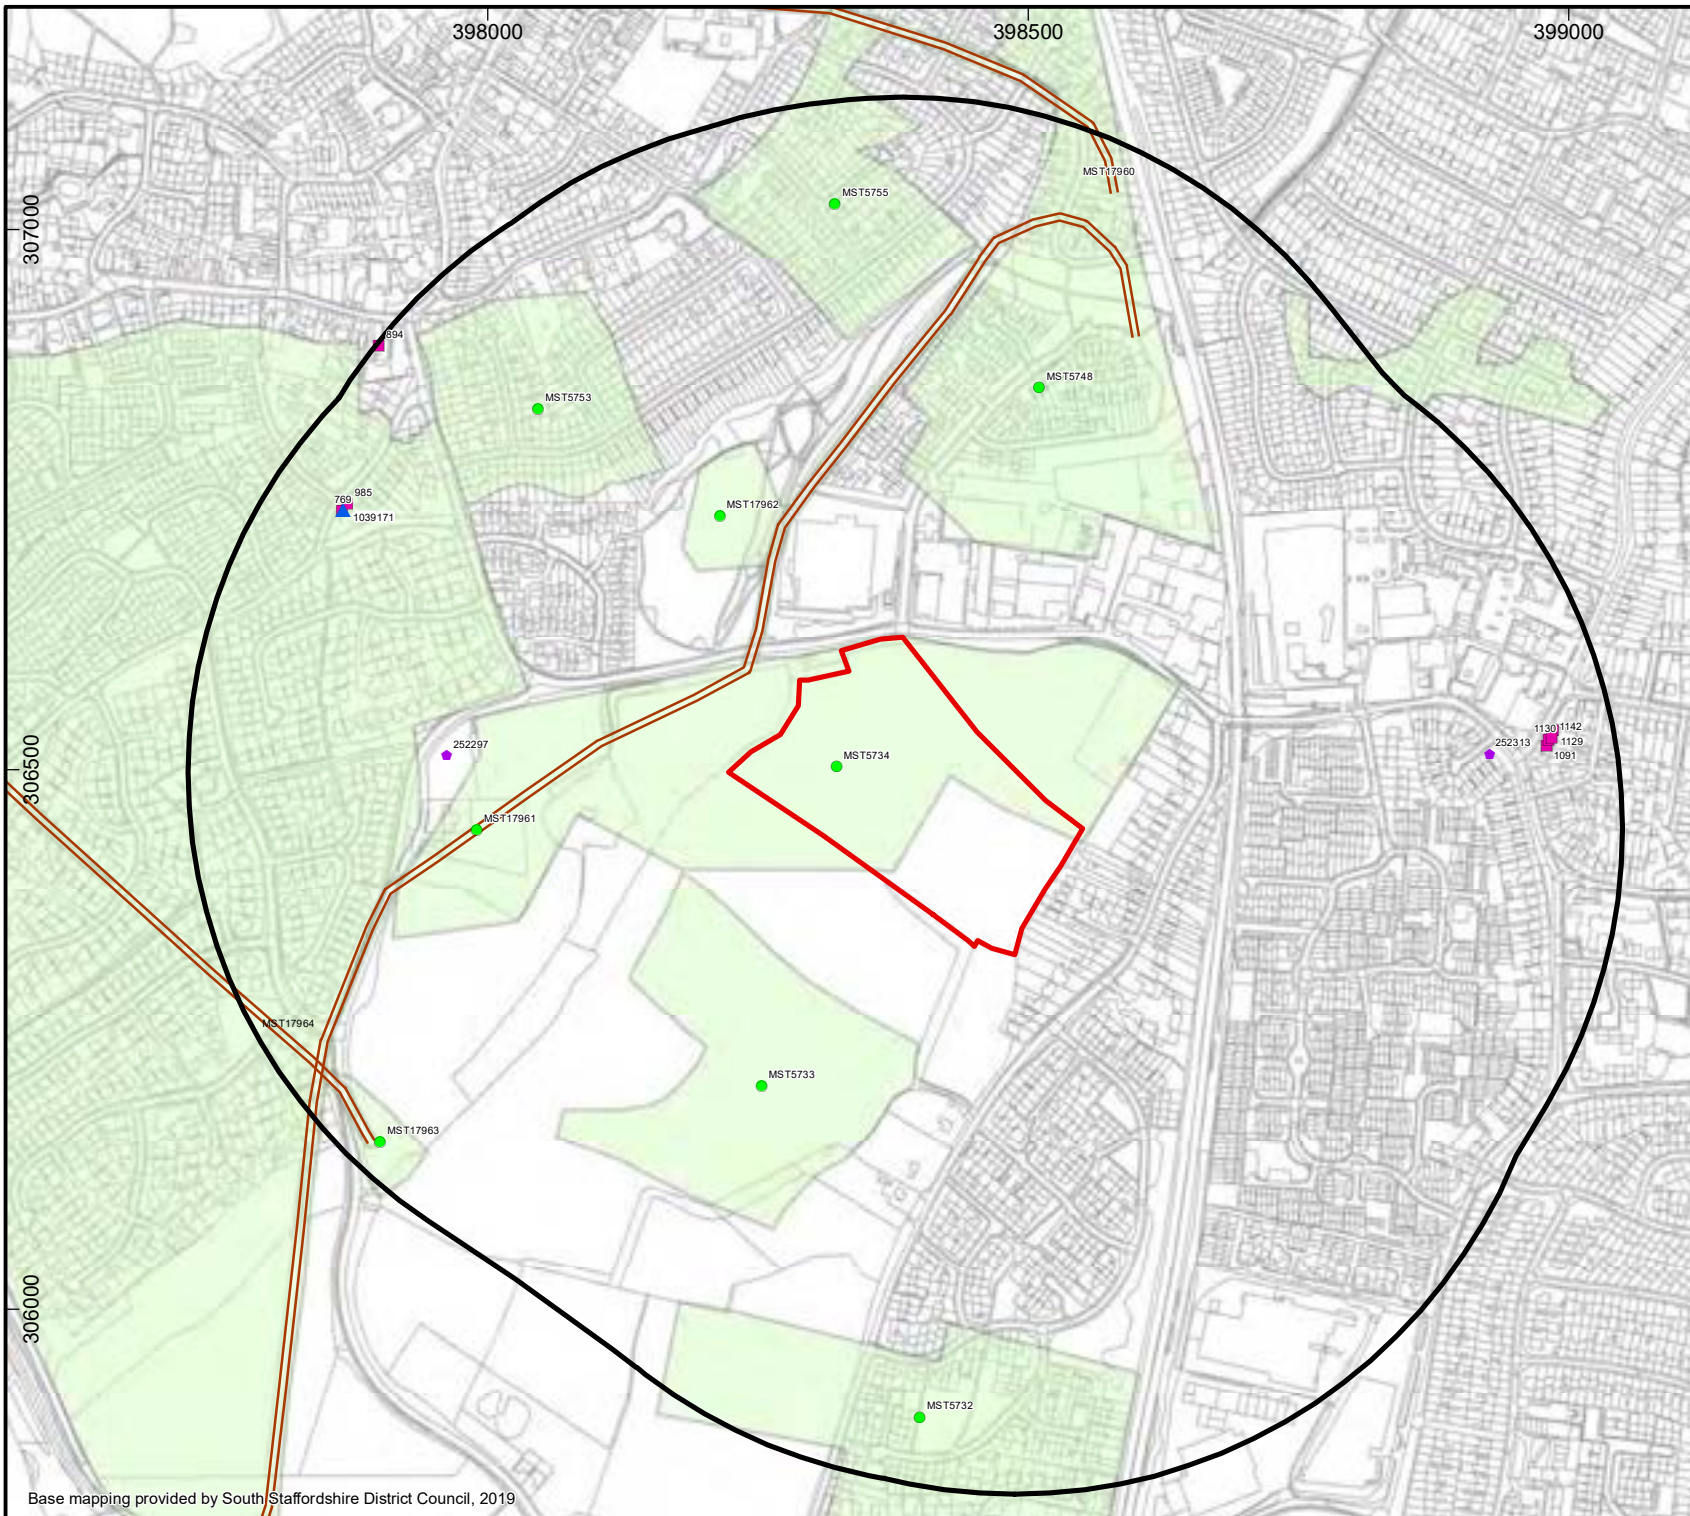 398000
398500
399000
MST17960
MST5755
307000
894
MST5748
MST5753
985
769
MST17962
1039171
1130
1142
252297
252313
1129
1091
MST5734
306500
MST17961
MST17964
MST5733
MST17963
306000
MST5732
Base mapping provided by South Staffordshire District Council, 2019